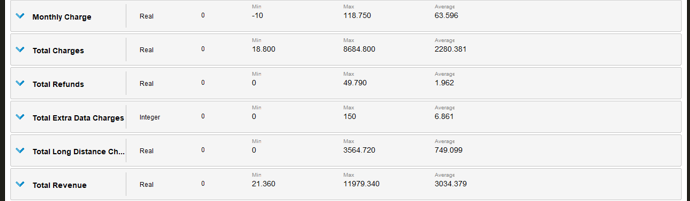 Min Max Average
Monthly Charge Real 0 -10 118.750 63.596
Min Max Average
Total Charges Real 0 18.800 8684.800 2280.381
Min Max Average
Total Refunds Real 0 0 49.790 1.962
Min Max Average
Total Extra Data Charges Integer 0 0 150 6.861
Min Max Average
Total Long Distance Ch... Real 0 0 3564.720 749.099
Min Max Average
Total Revenue Real 0 21.360 11979.340 3034.379